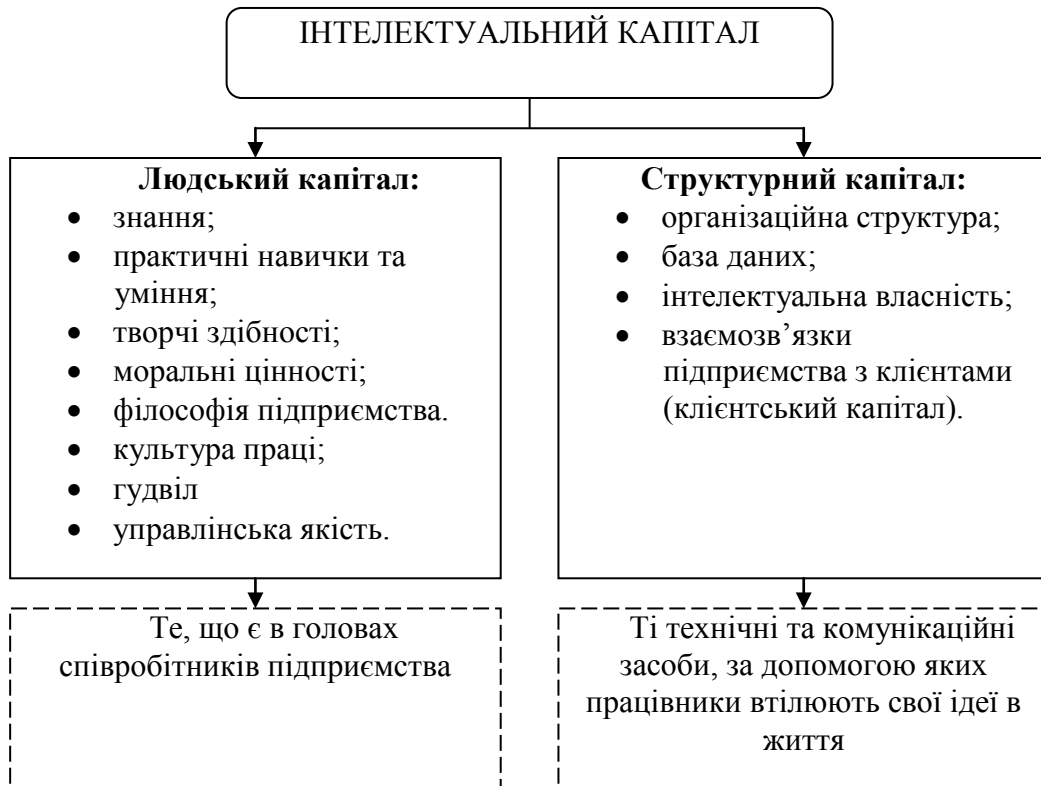 ІНТЕЛЕКТУАЛЬНИЙ КАПІТАЛ
Людський капітал:
• знання;
• практичні навички та
уміння;
• творчі здібності;
• моральні цінності;
• філософія підприємства.
• культура праці;
• гудвіл
• управлінська якість.
Структурний капітал:
• організаційна структура;
• база даних;
• інтелектуальна власність;
• взаємозв’язки
підприємства з клієнтами
(клієнтський капітал).
Те, що є в головах
співробітників підприємства
Ті технічні та комунікаційні
засоби, за допомогою яких
працівники втілюють свої ідеї в
життя